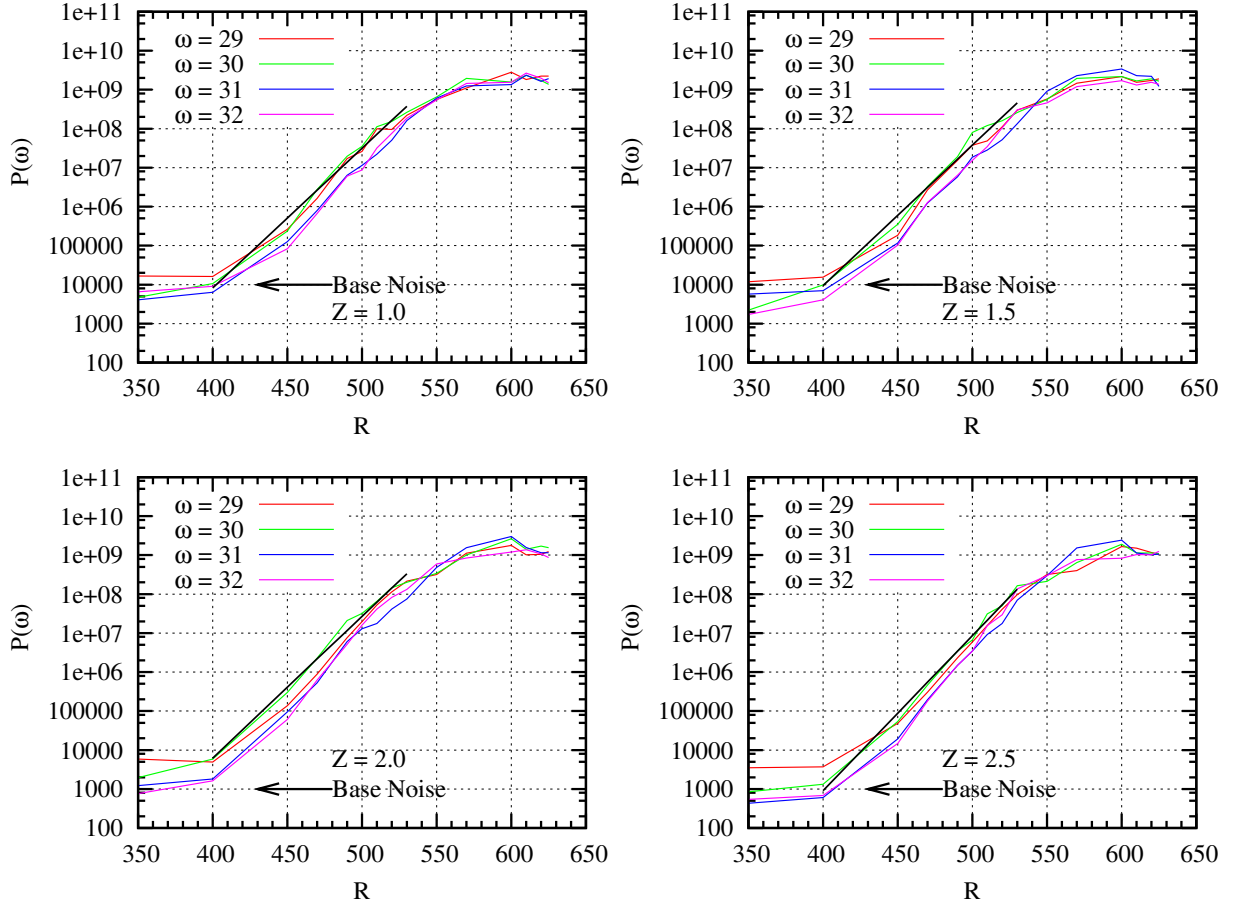 1e+11
1e+10
1e+09
1e+08
1e+07
1e+06
100000
10000
1000
100
P(ω)
ω = 29
ω = 30
ω = 31
ω = 32
Base Noise
Z = 1.0
350 400 450 500 550 600 650
R
1e+11
1e+10
1e+09
1e+08
1e+07
1e+06
100000
10000
1000
100
P(ω)
ω = 29
ω = 30
ω = 31
ω = 32
Base Noise
Z = 1.5
350 400 450 500 550 600 650
R
1e+11
1e+10
1e+09
1e+08
1e+07
1e+06
100000
10000
1000
100
P(ω)
ω = 29
ω = 30
ω = 31
ω = 32
Z = 2.0
Base Noise
350 400 450 500 550 600 650
R
1e+11
1e+10
1e+09
1e+08
1e+07
1e+06
100000
10000
1000
100
P(ω)
ω = 29
ω = 30
ω = 31
ω = 32
Z = 2.5
Base Noise
350 400 450 500 550 600 650
R